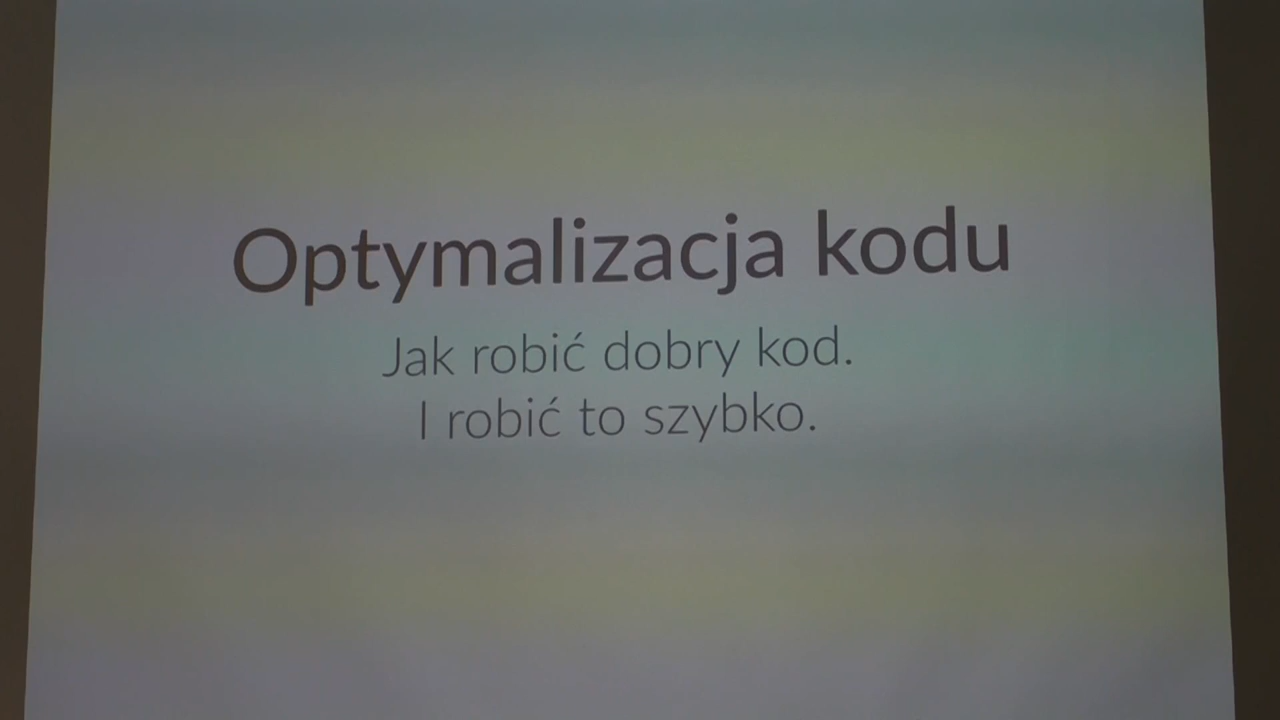 Optymalizacja kodu
Jak robić dobry kod.
I robić to szybko.